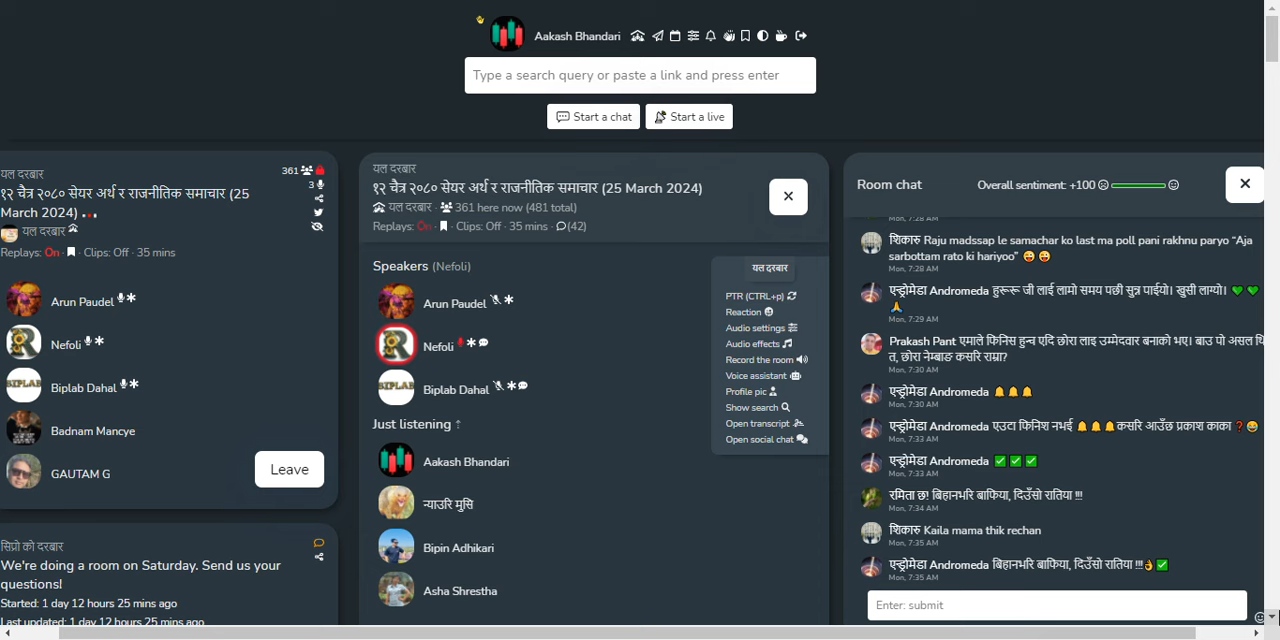 Aakash Bhandari
Type a search query or paste a link and press enter
Start a chat
Start a live
यल दरबार
१२ चैत्र २०८० सेयर अर्थ र राजनीतिक समाचार (25
March 2024)
यल दरबार
Replays: On · Clips: Off · 35 mins
361
3
Arun Paudel
Nefoli
Biplab Dahal
Badnam Mancye
GAUTAM G
Leave
सिप्रो को दरबार
We're doing a room on Saturday. Send us your
questions!
Started: 1 day 12 hours 25 mins ago
Last updated: 1 day 12 hours 25 mins ago
यल दरबार
१२ चैत्र २०८० सेयर अर्थ र राजनीतिक समाचार (25 March 2024)
यल दरबार · 361 here now (481 total)
Replays: On · Clips: Off · 35 mins · (42)
Speakers (Nefoli)
Arun Paudel
Nefoli
Biplab Dahal
Just listening ↑
Aakash Bhandari
न्याउरि मुसि
Bipin Adhikari
Asha Shrestha
यल दरबार
PTR (CTRL+p)
Reaction
Audio settings
Audio effects
Record the room
Voice assistant
Profile pic
Show search
Open transcript
Open social chat
Room chat
Overall sentiment: +100
Mon, 7:28 AM
शिकारु Raju madssap le samachar ko last ma poll pani rakhnu paryo “Aja
sarbottam rato ki hariyoo” 😜 😜
Mon, 7:28 AM
एन्ड्रोमेडा Andromeda हुरूरू जी लाई लामो समय पछी सुन्न पाईयो। खुसी लाग्यो। 💚 💚
🙏
Mon, 7:29 AM
Prakash Pant एमाले फिनिस हुन्च एदि छोरा लाइ उम्मेदवार बनाको भए। बाउ पो असल थि
त, छोरा नेम्बाङ कसरि राम्रा?
Mon, 7:30 AM
एन्ड्रोमेडा Andromeda 🔔 🔔 🔔
Mon, 7:30 AM
एन्ड्रोमेडा Andromeda एउटा फिनिश नभई 🔔 🔔 🔔कसरि आउँछ प्रकाश काका ❓ 😂
Mon, 7:33 AM
एन्ड्रोमेडा Andromeda ✅ ✅ ✅
Mon, 7:33 AM
रमिता छ! बिहानभरि बाफिया, दिउँसो रातिया !!!
Mon, 7:34 AM
शिकारु Kaila mama thik rechan
Mon, 7:35 AM
एन्ड्रोमेडा Andromeda बिहानभरि बाफिया, दिउँसो रातिया !!!👌✅
Mon, 7:35 AM
Enter: submit